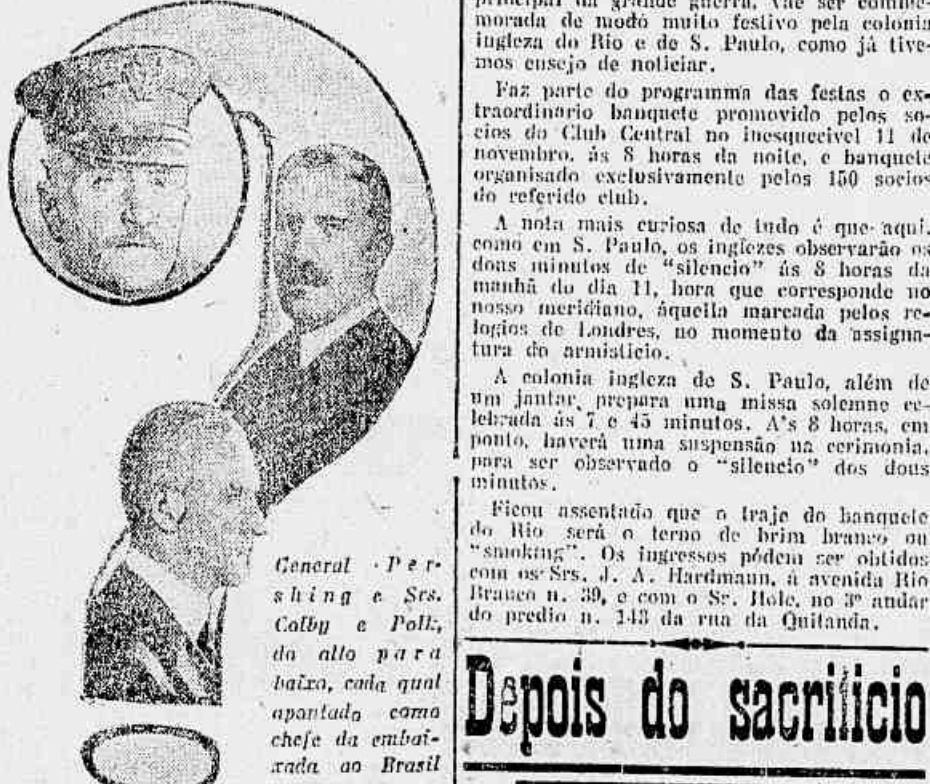 General Per-
shing e Srs.
Colby e Polk,
do alto para
baixo, cada qual
apontado como
chefe da embai-
xada ao Brasil
principal da grande guerra, vae ser comme-
morada de modo muito festivo pela colonia
ingleza do Rio e de S. Paulo, como já tive-
mos ensejo de noticiar.
Faz parte do programma das festas o ex-
traordinario banquete promovido pelos so-
cios do Club Central no inesquecivel 11 de
novembro, ás 8 horas da noite, e banquete
organisado exclusivamente pelos 150 socios
do referido club.
A nota mais curiosa de tudo é que aqui,
como em S. Paulo, os inglezes observarão os
dous minutos de "silencio" ás 8 horas da
manhã do dia 11, hora que corresponde no
nosso meridiano, áquella marcada pelos re-
logios de Londres, no momento da assigna-
tura do armisticio.
A colonia ingleza de S. Paulo, além de
um jantar, prepara uma missa solemne ce-
lebrada ás 7 e 45 minutos. A's 8 horas, em
ponto, haverá uma suspensão na cerimonia,
para ser observado o "silencio" dos dous
minutos.
Ficou assentado que o traje do banquete
do Rio será o terno de brim branco ou
"smoking". Os ingressos pódem ser obtidos
com os Srs. J. A. Hardmann, á avenida Rio
Branco n. 39, e com o Sr. Hole, no 3º andar
do predio n. 143 da rua da Quitanda.
Depois do sacrificio